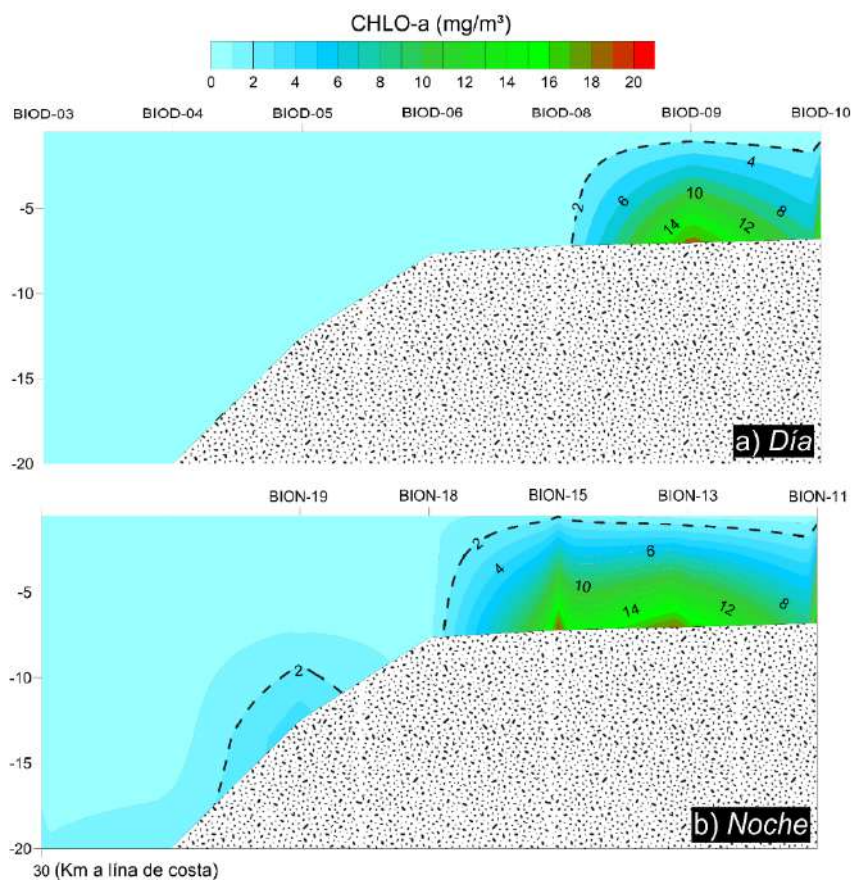 CHLO-a (mg/m³)
0 2 4 6 8 10 12 14 16 18 20
BIOD-03 BIOD-04 BIOD-05 BIOD-06 BIOD-08 BIOD-09 BIOD-10
2 4 6 8 10 12 14
-5
-10
-15
-20
a) Día
BION-19 BION-18 BION-15 BION-13 BION-11
2 4 6 8 10 12 14
-5
-10
2
-15
-20
b) Noche
30 (Km a lína de costa)